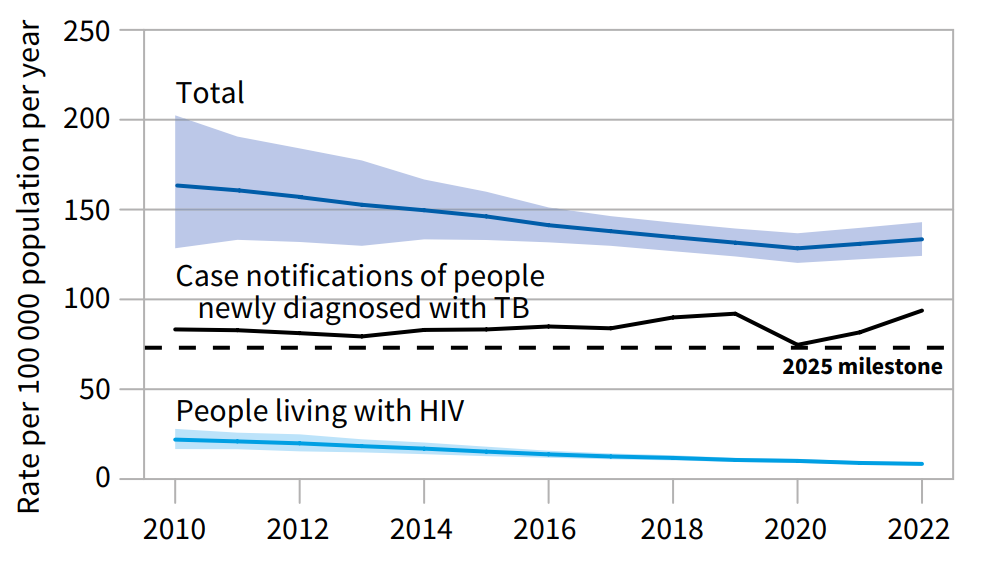 Rate per 100 000 population per year
250
200
150
100
50
0
Total
Case notifications of people
newly diagnosed with TB
2025 milestone
People living with HIV
2010 2012 2014 2016 2018 2020 2022